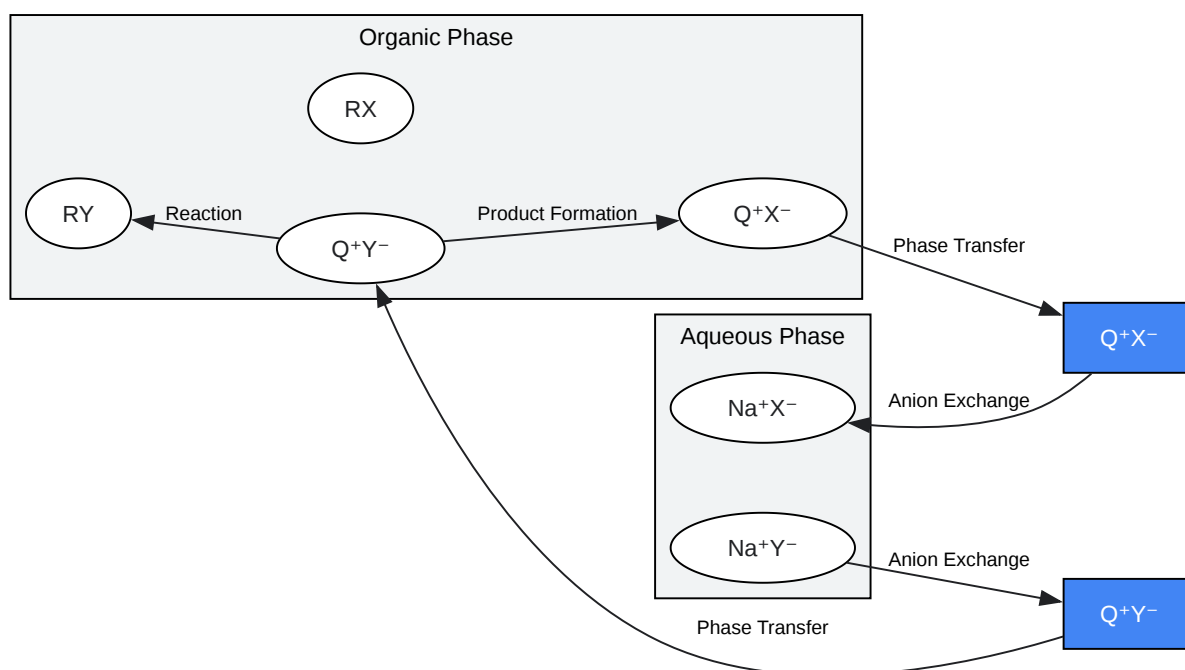 Organic Phase
RX
RY
Reaction
Q⁺Y⁻
Product Formation
Q⁺X⁻
Phase Transfer
Q⁺X⁻
Aqueous Phase
Na⁺X⁻
Anion Exchange
Na⁺Y⁻
Anion Exchange
Q⁺Y⁻
Phase Transfer